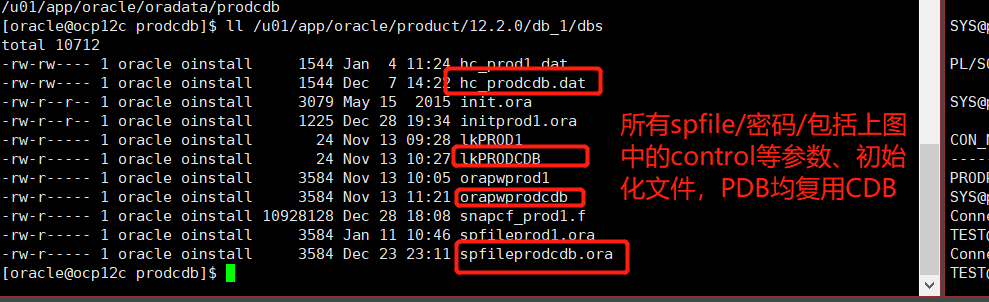 /u01/app/oracle/oradata/prodcdb
[oracle@ocp12c prodcdb]$ ll /u01/app/oracle/product/12.2.0/db_1/dbs
total 10712
-rw-rw---- 1 oracle oinstall     1544 Jan  4 11:24 hc_prod1.dat
-rw-rw---- 1 oracle oinstall     1544 Dec  7 14:22 hc_prodcdb.dat
-rw-r--r-- 1 oracle oinstall     3079 May 15  2015 init.ora
-rw-r--r-- 1 oracle oinstall     1225 Dec 28 19:34 initprod1.ora
-rw-r----- 1 oracle oinstall       24 Nov 13 09:28 lkPROD1
-rw-r----- 1 oracle oinstall       24 Nov 13 10:27 lkPRODCDB
-rw-r----- 1 oracle oinstall     3584 Nov 13 10:05 orapwprod1
-rw-r----- 1 oracle oinstall     3584 Nov 13 11:21 orapwprodcdb
-rw-r----- 1 oracle oinstall 10928128 Dec 28 18:08 snapcf_prod1.f
-rw-r----- 1 oracle oinstall     3584 Jan 11 10:46 spfileprod1.ora
-rw-r----- 1 oracle oinstall     3584 Dec 23 23:11 spfileprodcdb.ora
[oracle@ocp12c prodcdb]$
所有spfile/密码/包括上图
中的control等参数、初始
化文件，PDB均复用CDB
SYS@p
PL/SQ
SYS@p
CON_N
-----
PRODP
SYS@p
Conne
TEST@
Conne
TEST@